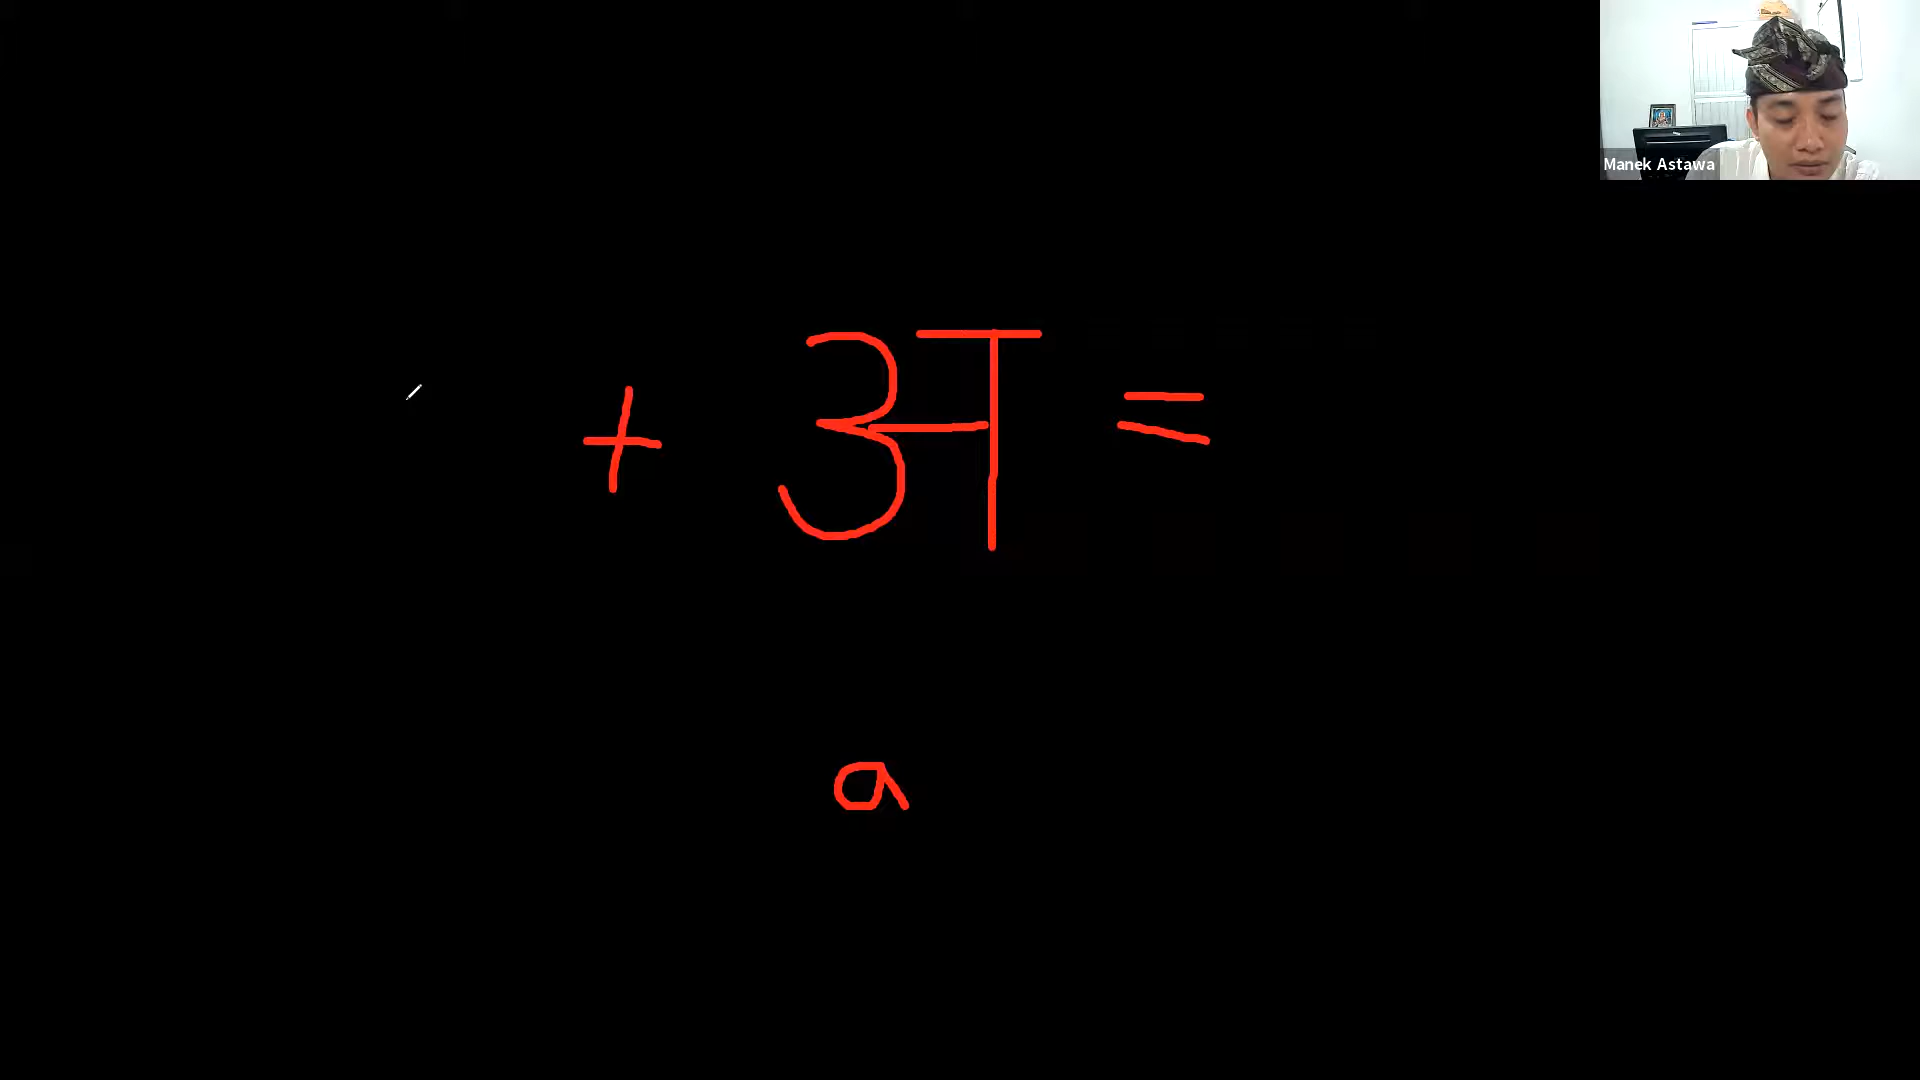 Manek Astawa
+ अ =
a